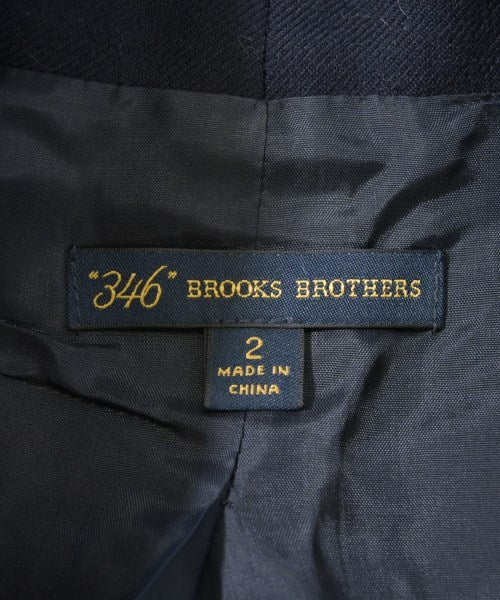 "346" BROOKS BROTHERS
2
MADE IN
CHINA